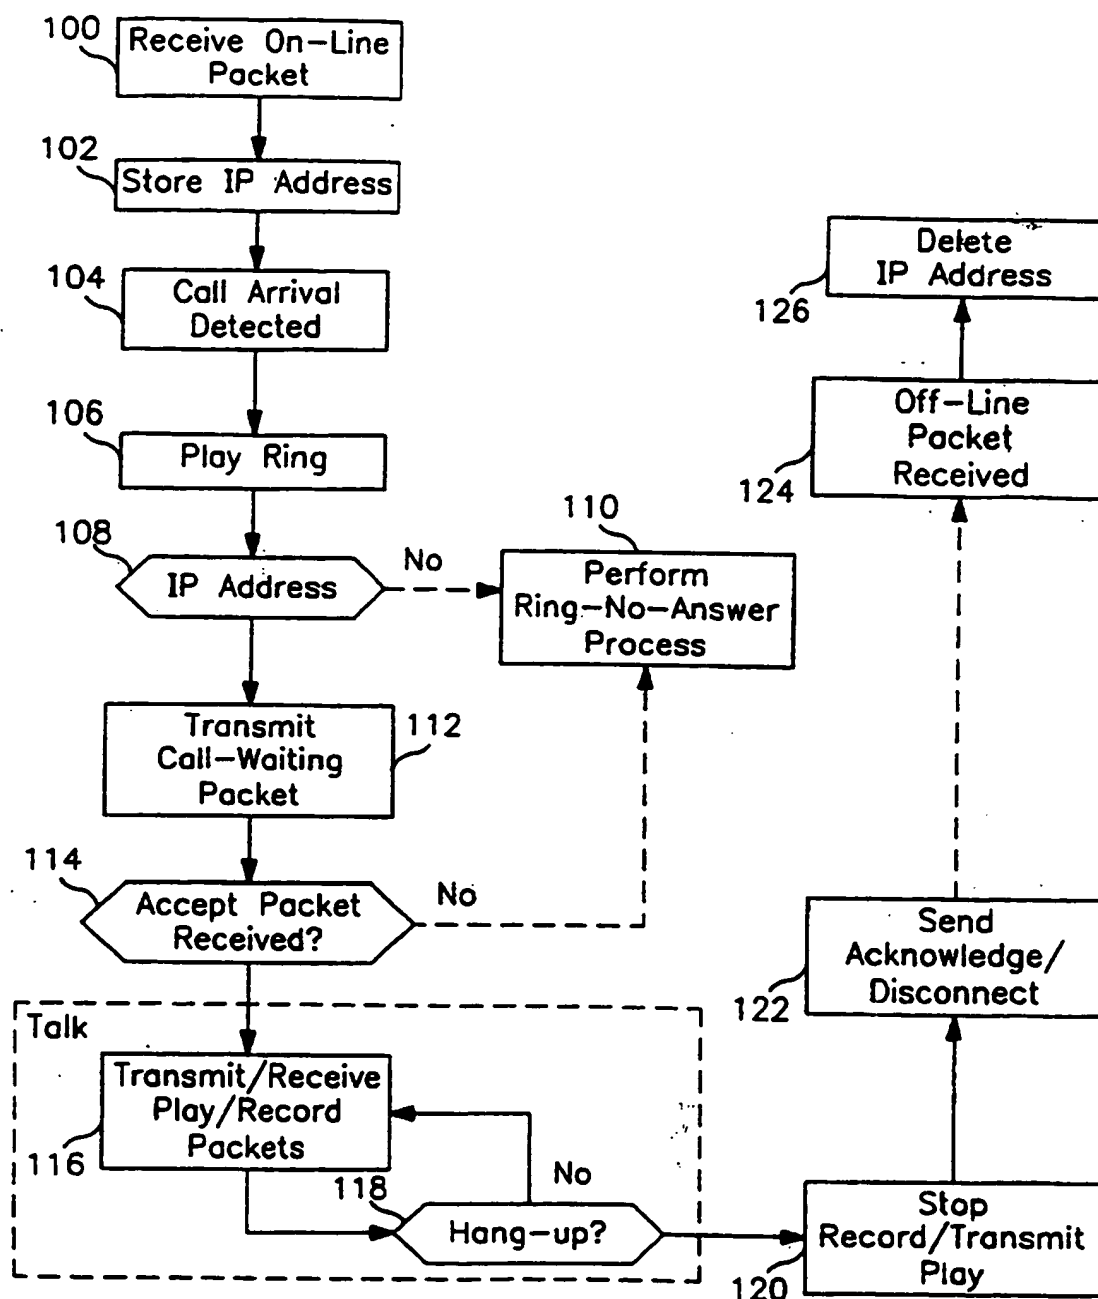 100
Receive On-Line
Packet
102
Store IP Address
104
Call Arrival
Detected
106
Play Ring
108
IP Address
No
110
Perform
Ring-No-Answer
Process
Transmit
Call-Waiting
Packet
112
114
Accept Packet
Received?
No
Talk
Transmit/Receive
Play/Record
Packets
116
118
Hang-up?
No
Stop
Record/Transmit
Play
120
Send
Acknowledge/
Disconnect
122
Off-Line
Packet
Received
124
Delete
IP Address
126